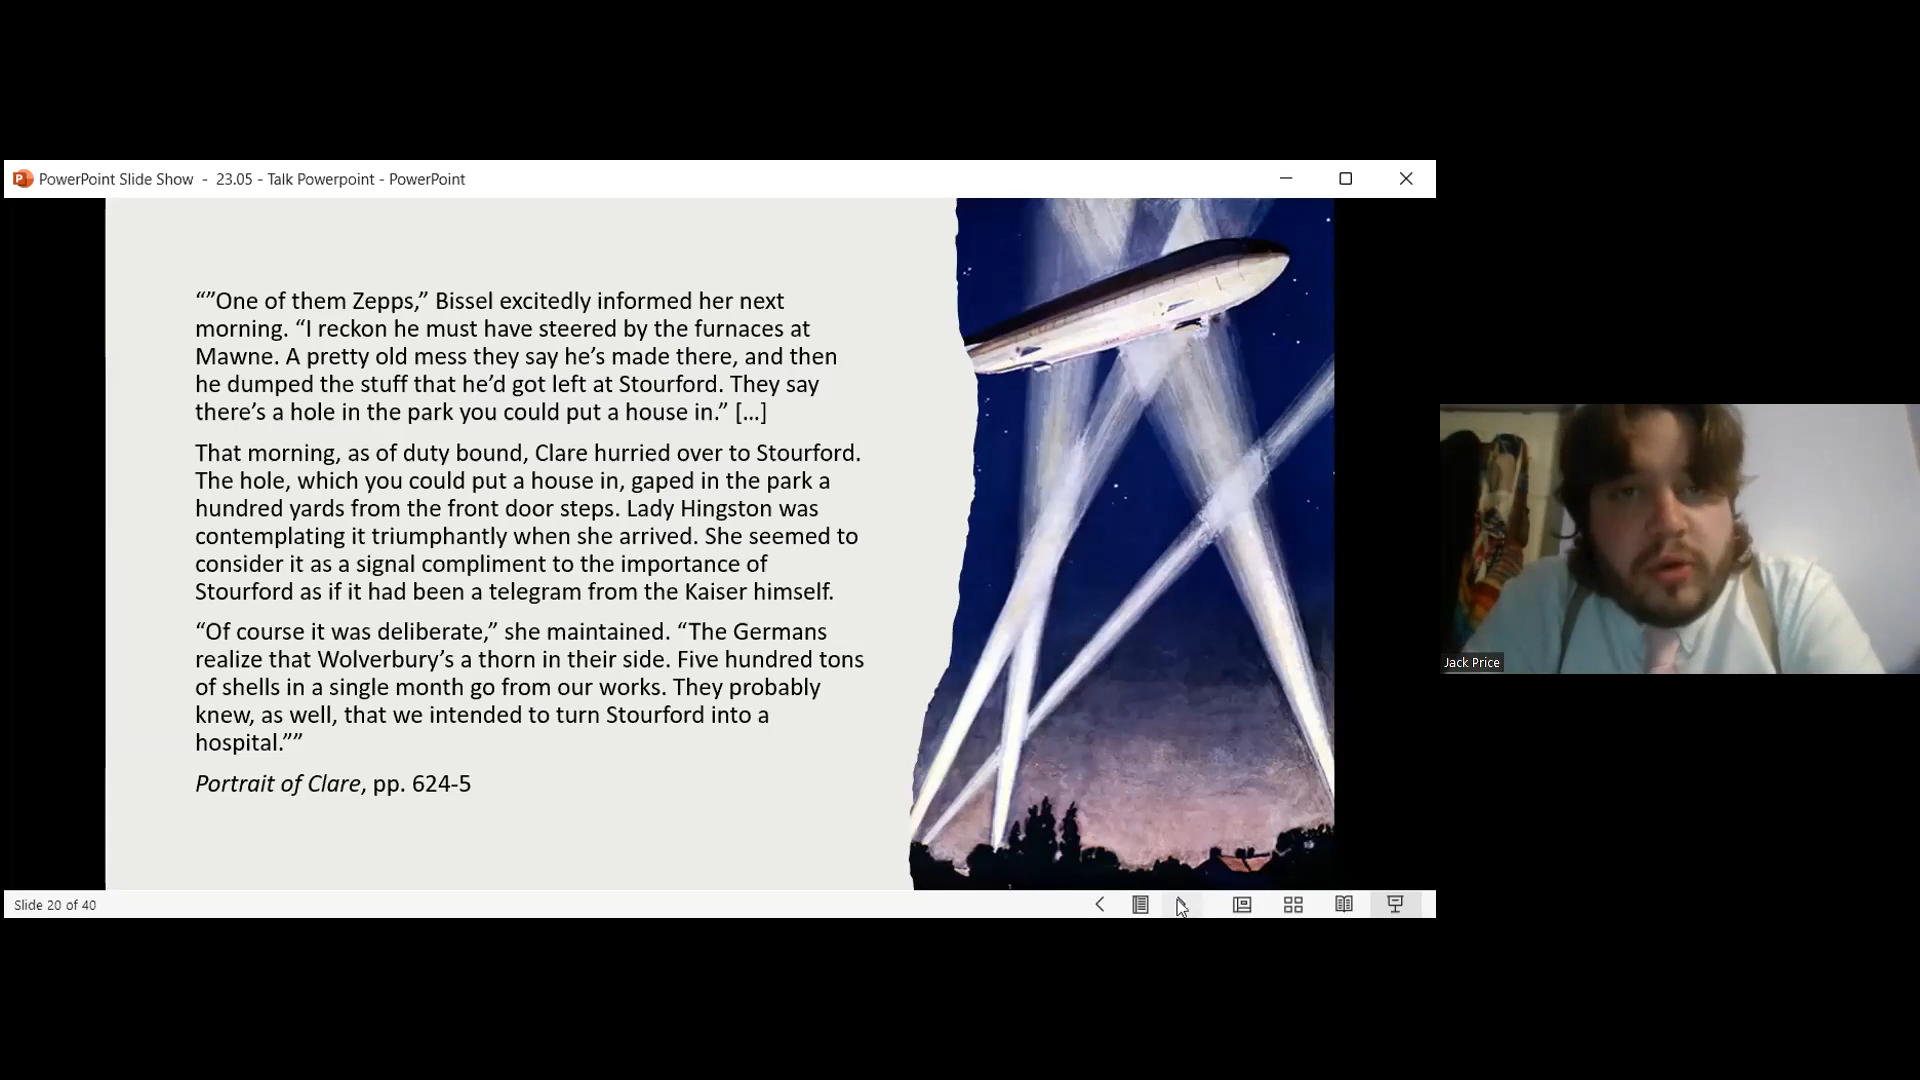 PowerPoint Slide Show - 23.05 - Talk Powerpoint - PowerPoint
“”One of them Zepps,” Bissel excitedly informed her next
morning. “I reckon he must have steered by the furnaces at
Mawne. A pretty old mess they say he’s made there, and then
he dumped the stuff that he’d got left at Stourford. They say
there’s a hole in the park you could put a house in.” [...]
That morning, as of duty bound, Clare hurried over to Stourford.
The hole, which you could put a house in, gaped in the park a
hundred yards from the front door steps. Lady Hingston was
contemplating it triumphantly when she arrived. She seemed to
consider it as a signal compliment to the importance of
Stourford as if it had been a telegram from the Kaiser himself.
“Of course it was deliberate,” she maintained. “The Germans
realize that Wolverbury’s a thorn in their side. Five hundred tons
of shells in a single month go from our works. They probably
knew, as well, that we intended to turn Stourford into a
hospital.””
Portrait of Clare, pp. 624-5
Jack Price
Slide 20 of 40